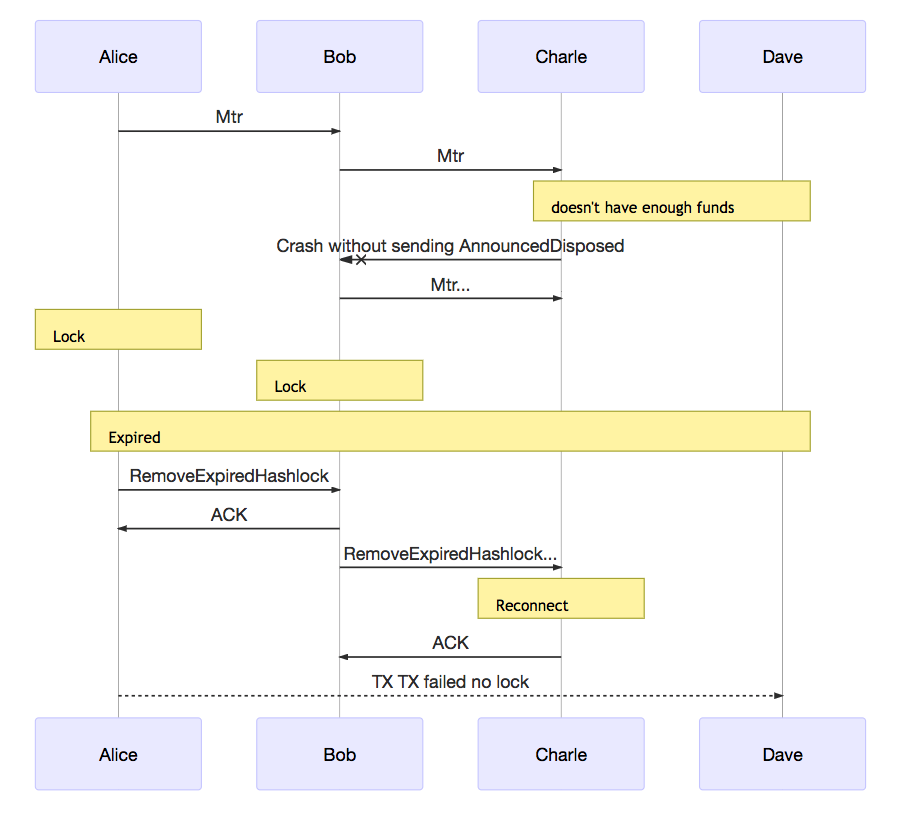 Alice
Bob
Charle
Dave
Mtr
Mtr
doesn't have enough funds
Crash without sending AnnouncedDisposed
Mtr...
Lock
Lock
Expired
RemoveExpiredHashlock
ACK
RemoveExpiredHashlock...
Reconnect
ACK
TX TX failed no lock
Alice
Bob
Charle
Dave